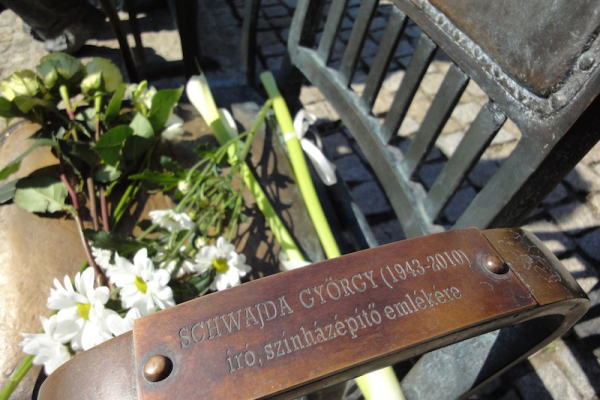 SCHWAJDA GYÖRGY (1943-2010)
író, színházépítő emlékére